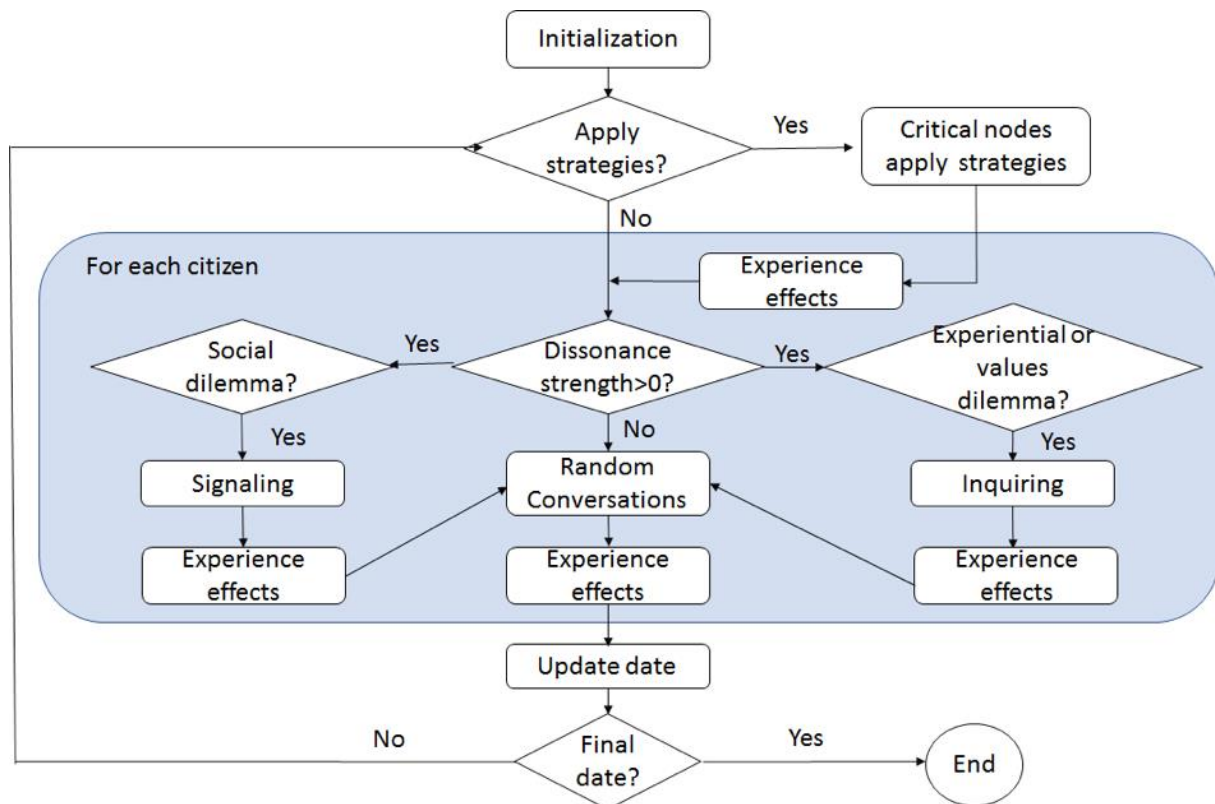 Initialization
Apply
strategies?
Yes
Critical nodes
apply strategies
No
For each citizen
Experience
effects
Social
dilemma?
Yes
Dissonance
strength>0?
Yes
Experiential or
values
dilemma?
Yes
No
Yes
Signaling
Random
Conversations
Inquiring
Experience
effects
Experience
effects
Experience
effects
Update date
No
Final
date?
Yes
End